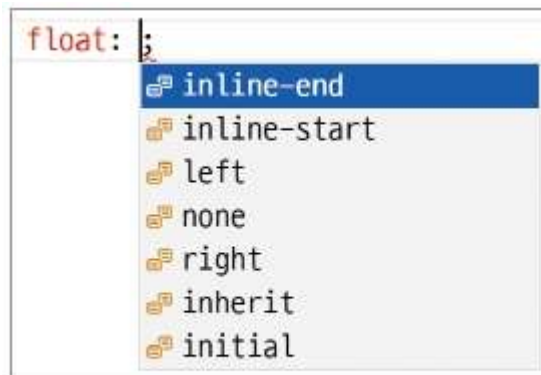 float: ;
inline-end
inline-start
left
none
right
inherit
initial